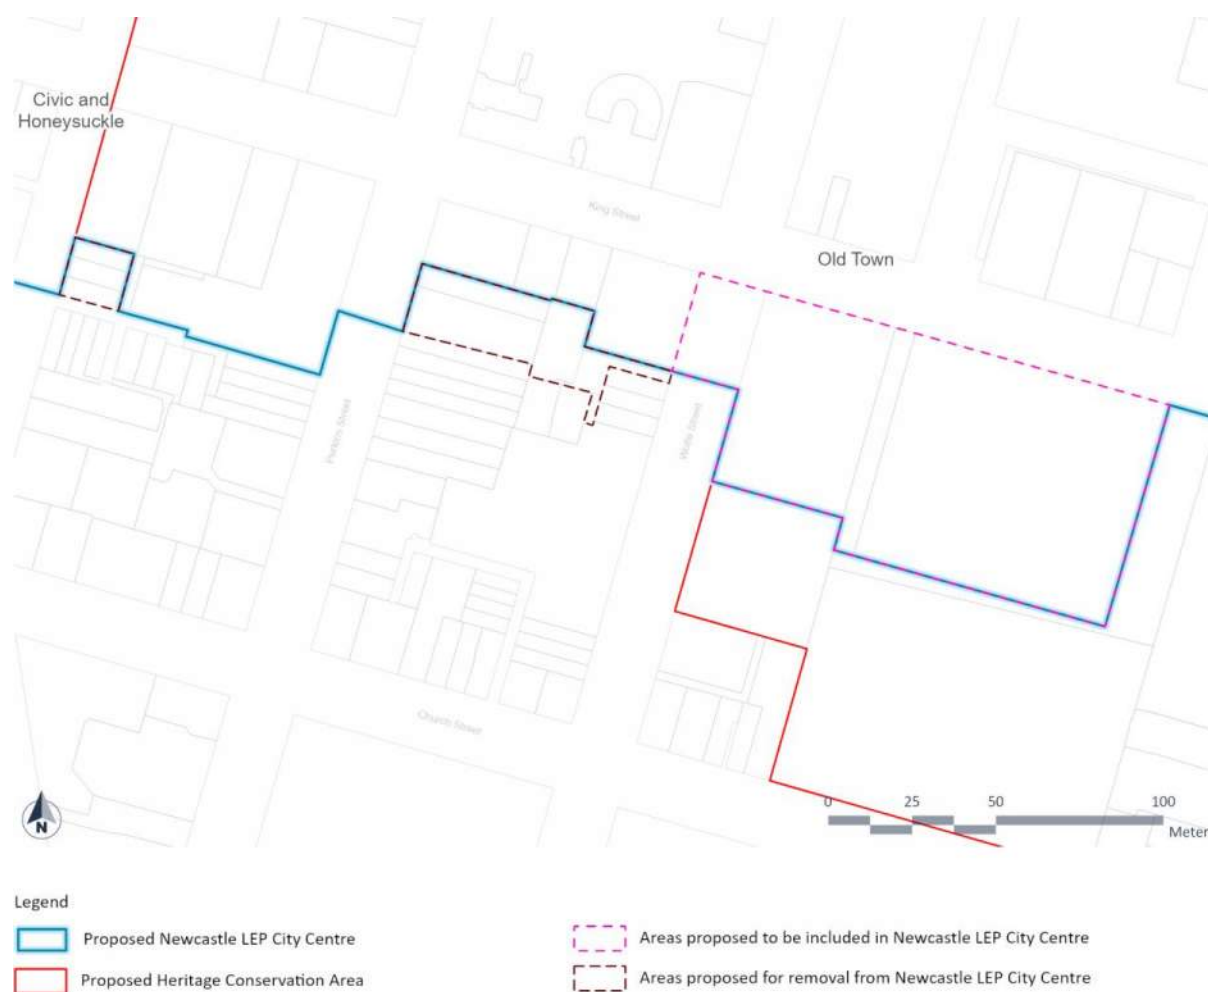 Civic and
Honeysuckle
King Street
Old Town
Perkins Street
Wolfe Street
Church Street
N
0 25 50 100
Meter
Legend
Proposed Newcastle LEP City Centre
Areas proposed to be included in Newcastle LEP City Centre
Proposed Heritage Conservation Area
Areas proposed for removal from Newcastle LEP City Centre